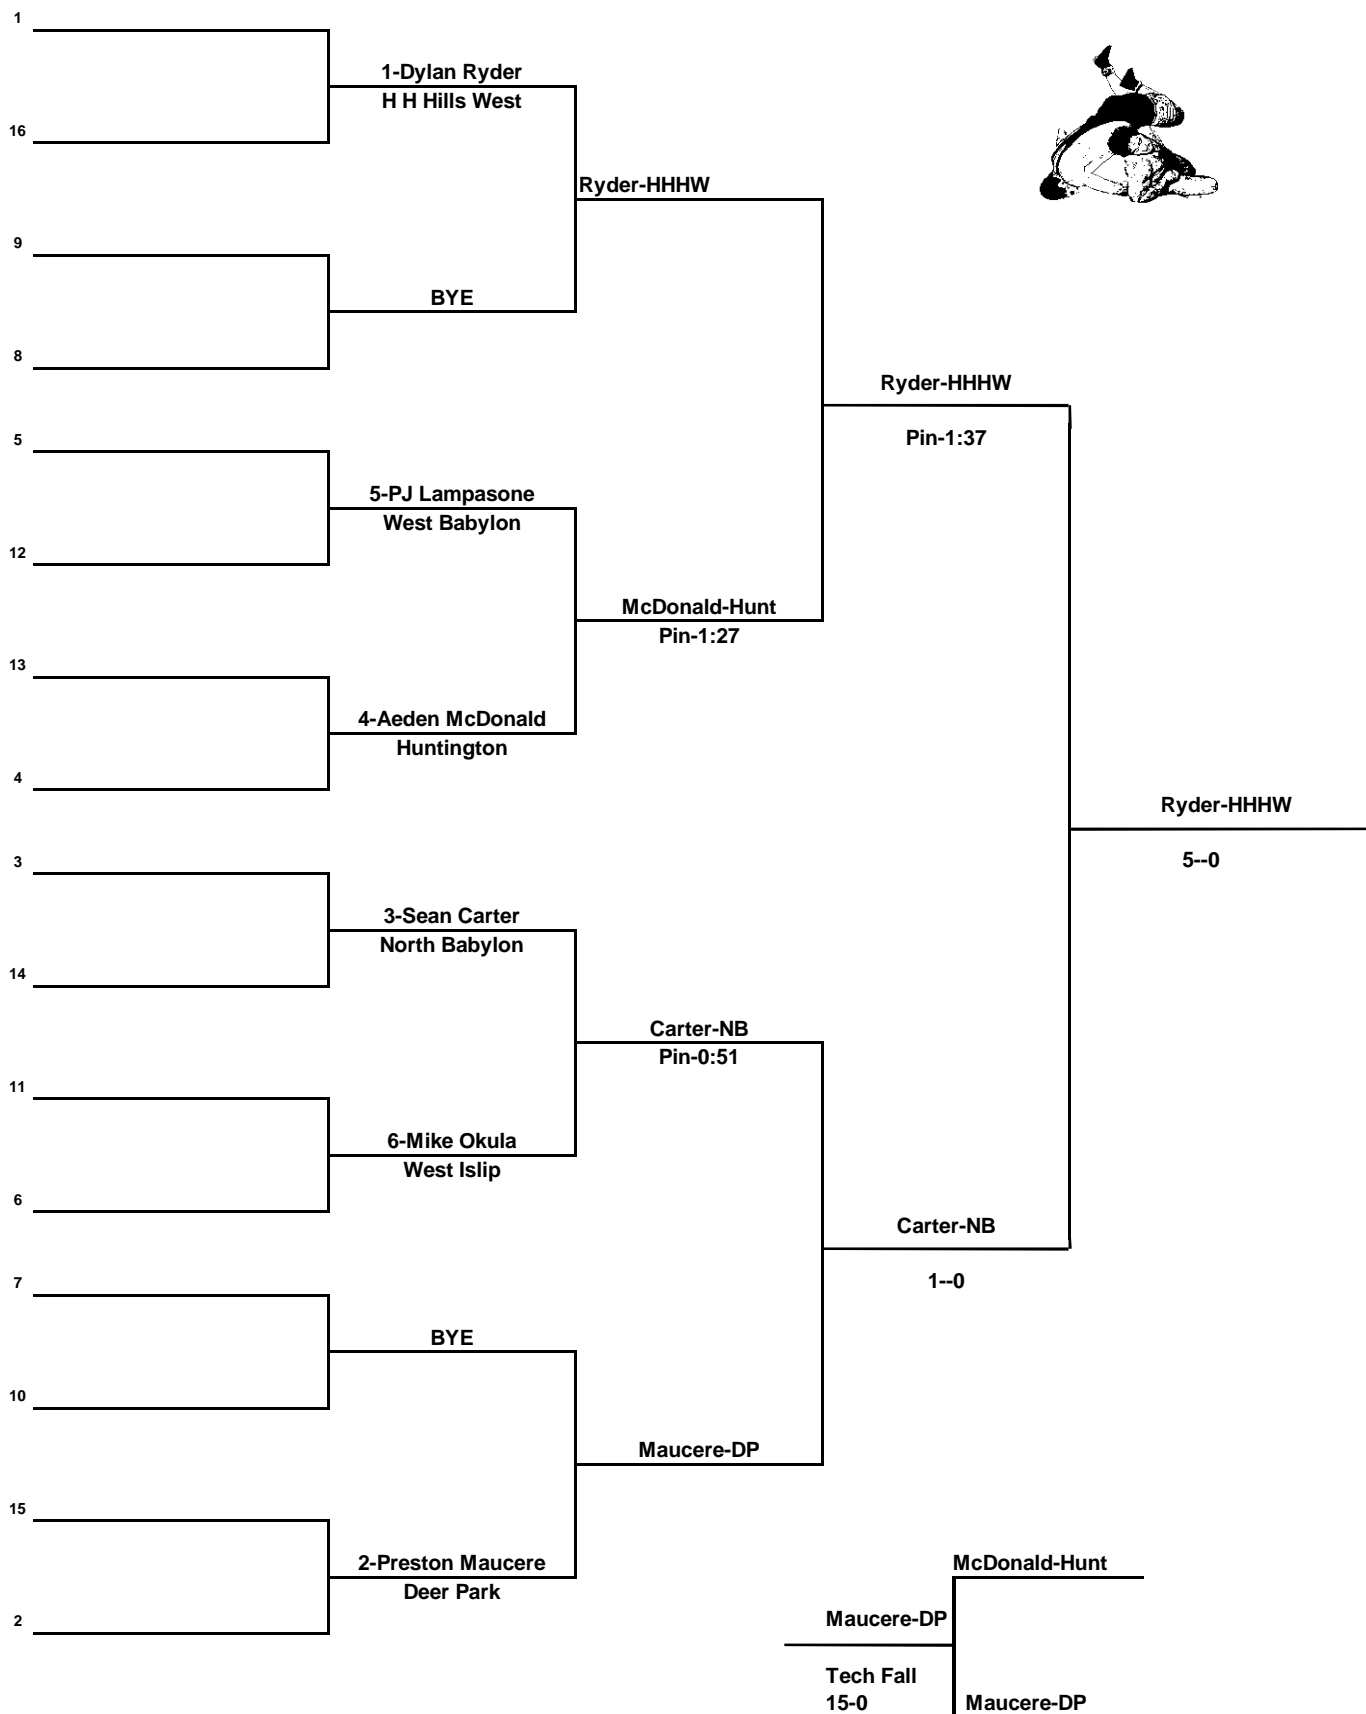 1
1-Dylan Ryder
H H Hills West
16
Ryder-HHHW
9
BYE
8
Ryder-HHHW
Pin-1:37
5
5-PJ Lampasone
West Babylon
12
McDonald-Hunt
Pin-1:27
13
4-Aeden McDonald
Huntington
4
Ryder-HHHW
5--0
3
3-Sean Carter
North Babylon
14
Carter-NB
Pin-0:51
11
6-Mike Okula
West Islip
6
Carter-NB
1--0
7
BYE
10
Maucere-DP
15
2-Preston Maucere
Deer Park
2
McDonald-Hunt
Maucere-DP
Tech Fall
15-0
Maucere-DP